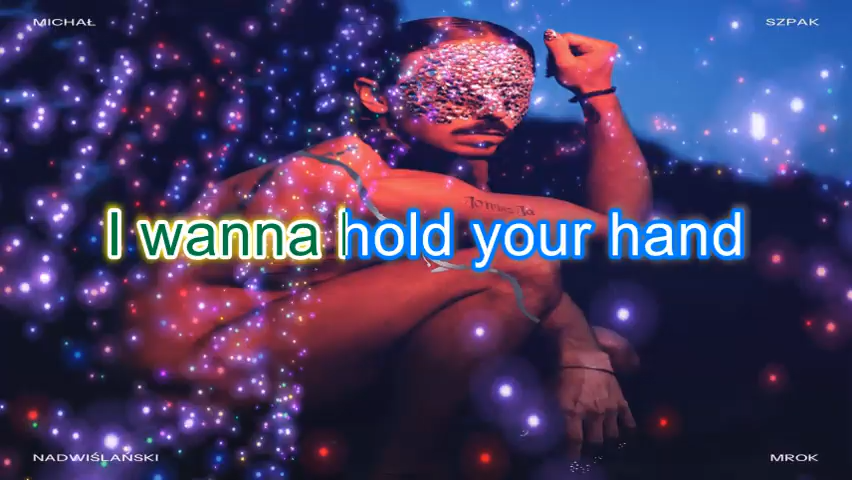 MICHAŁ
SZPAK
I wanna hold your hand
NADWIŚLAŃSKI
MROK